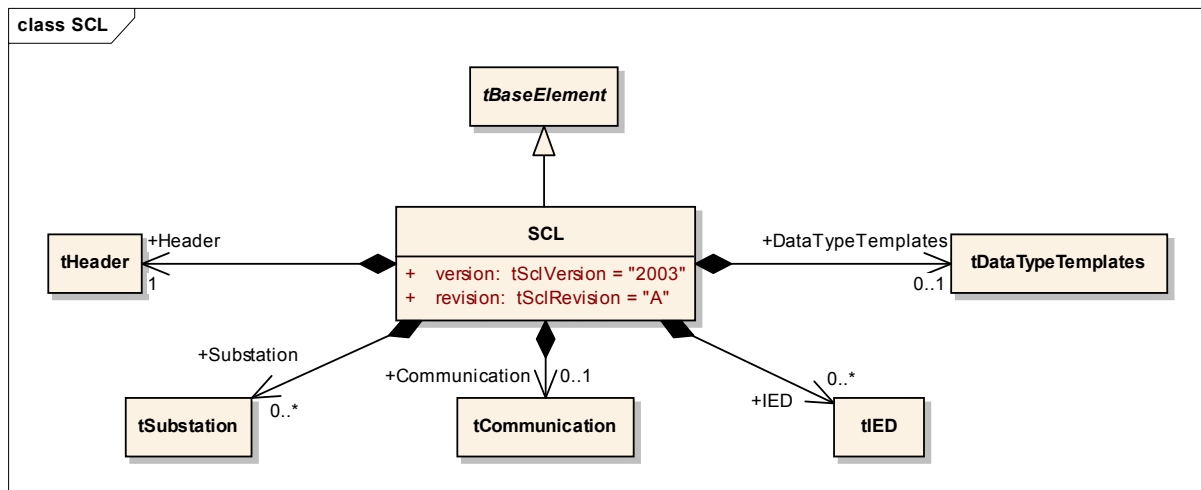 class SCL
tBaseElement
SCL
+ version: tSclVersion = "2003"
+ revision: tSclRevision = "A"
+Header
tHeader
1
+DataTypeTemplates
tDataTypeTemplates
0..1
+Substation
tSubstation
0..*
+Communication
0..1
tCommunication
0..*
+IED
tIED